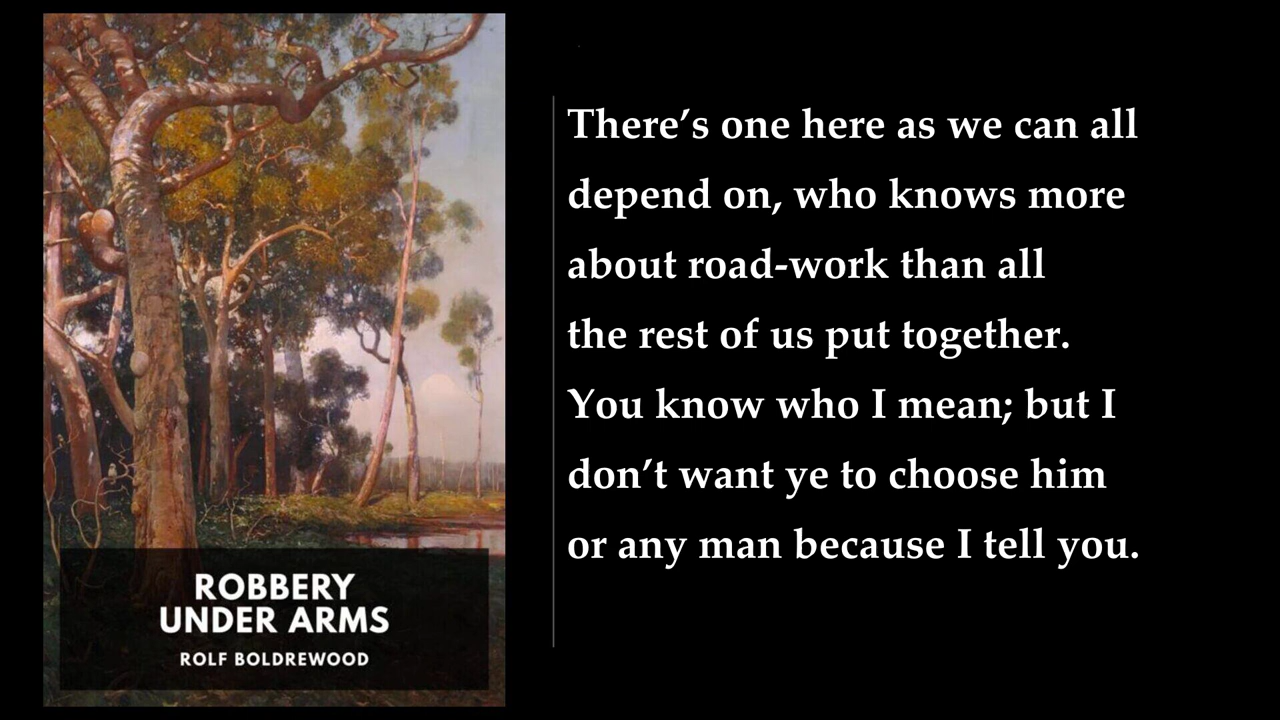 ROBBERY
UNDER ARMS
ROLF BOLDREWOOD
There’s one here as we can all
depend on, who knows more
about road-work than all
the rest of us put together.
You know who I mean; but I
don’t want ye to choose him
or any man because I tell you.